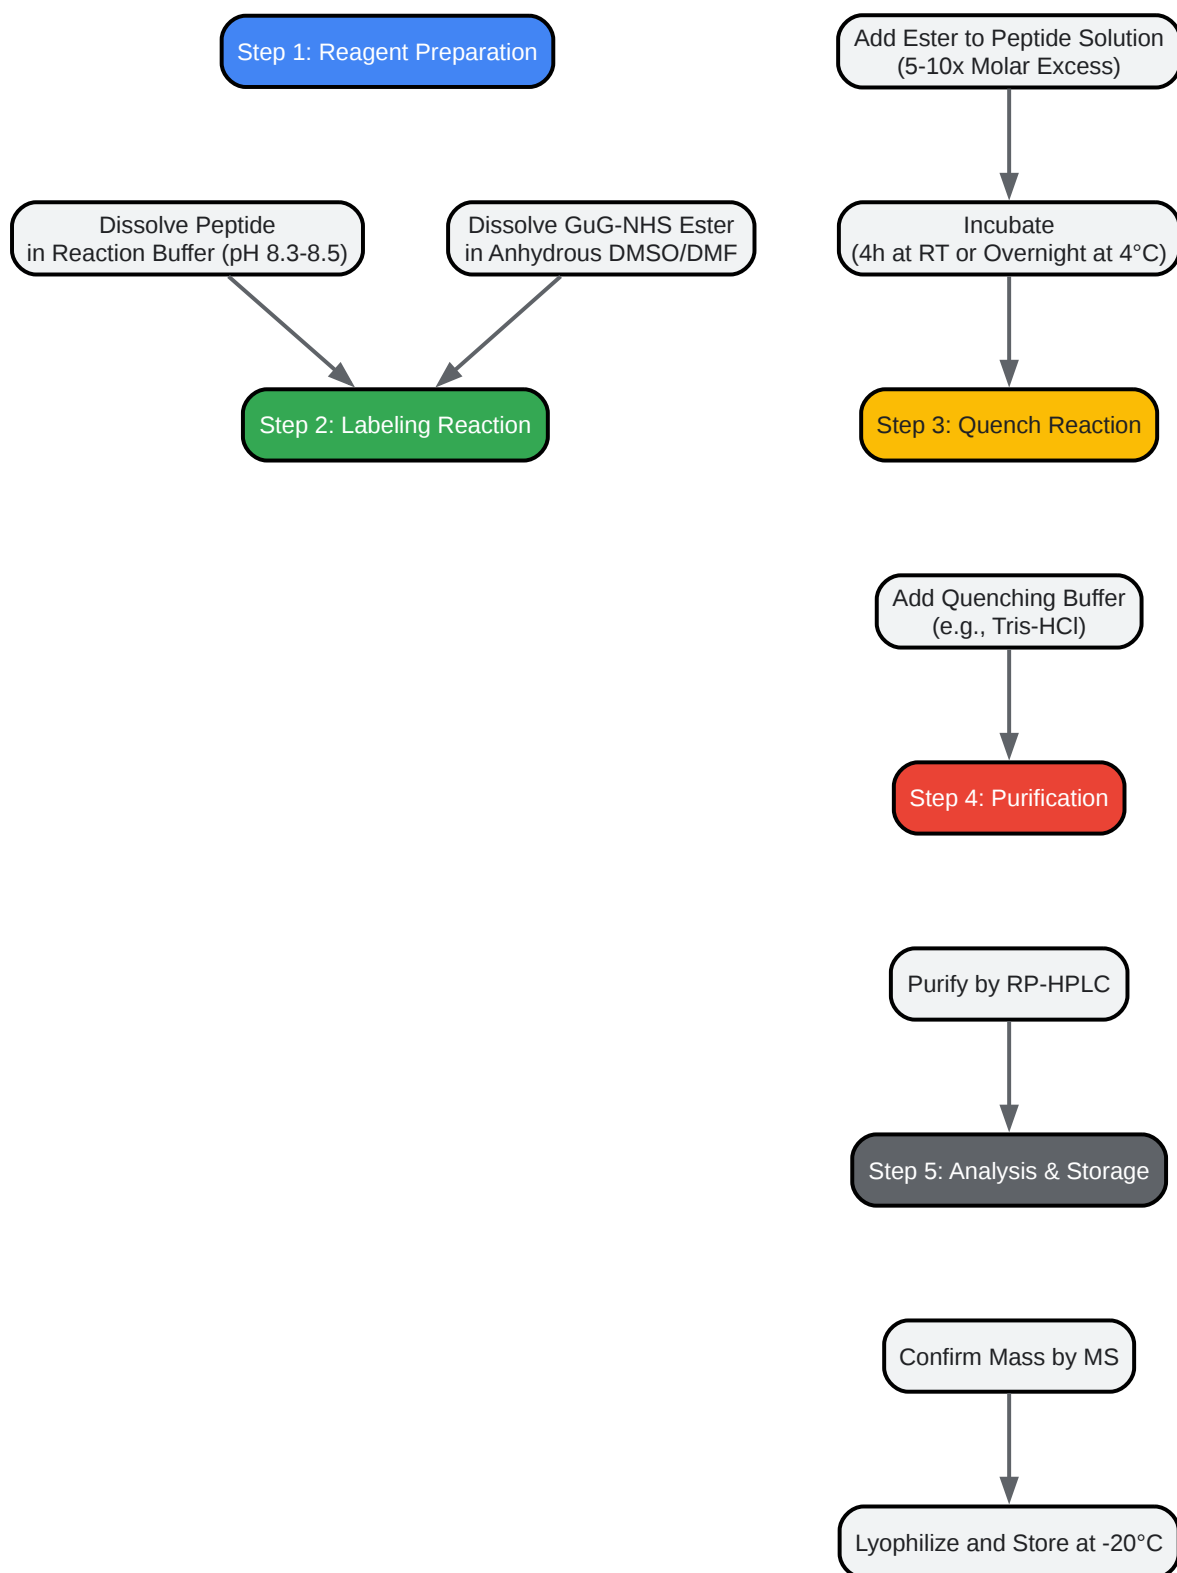 Step 1: Reagent Preparation
Dissolve Peptide
in Reaction Buffer (pH 8.3-8.5)
Dissolve GuG-NHS Ester
in Anhydrous DMSO/DMF
Step 2: Labeling Reaction
Add Ester to Peptide Solution
(5-10x Molar Excess)
Incubate
(4h at RT or Overnight at 4°C)
Step 3: Quench Reaction
Add Quenching Buffer
(e.g., Tris-HCl)
Step 4: Purification
Purify by RP-HPLC
Step 5: Analysis & Storage
Confirm Mass by MS
Lyophilize and Store at -20°C